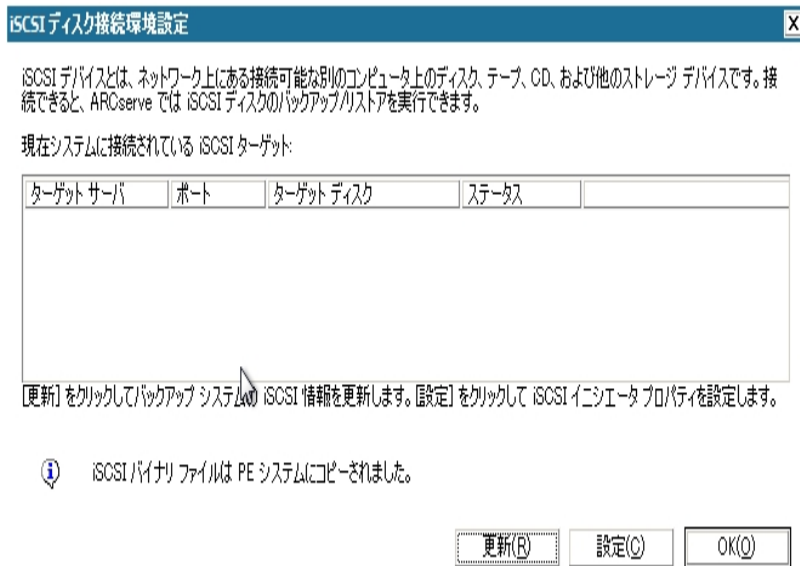 iSCSI ディスク接続環境設定
iSCSI デバイスとは、ネットワーク上にある接続可能な別のコンピュータ上のディスク、テープ、CD、および他のストレージ デバイスです。接
続できると、ARCserve では iSCSI ディスクのバックアップ/リストアを実行できます。
現在システムに接続されている iSCSI ターゲット:
ターゲット サーバ ポート ターゲット ディスク ステータス
[更新] をクリックしてバックアップ システムの iSCSI 情報を更新します。[設定] をクリックして iSCSI イニシエータ プロパティを設定します。
iSCSI バイナリ ファイルは PE システムにコピーされました。
更新(R) 設定(C) OK(O)